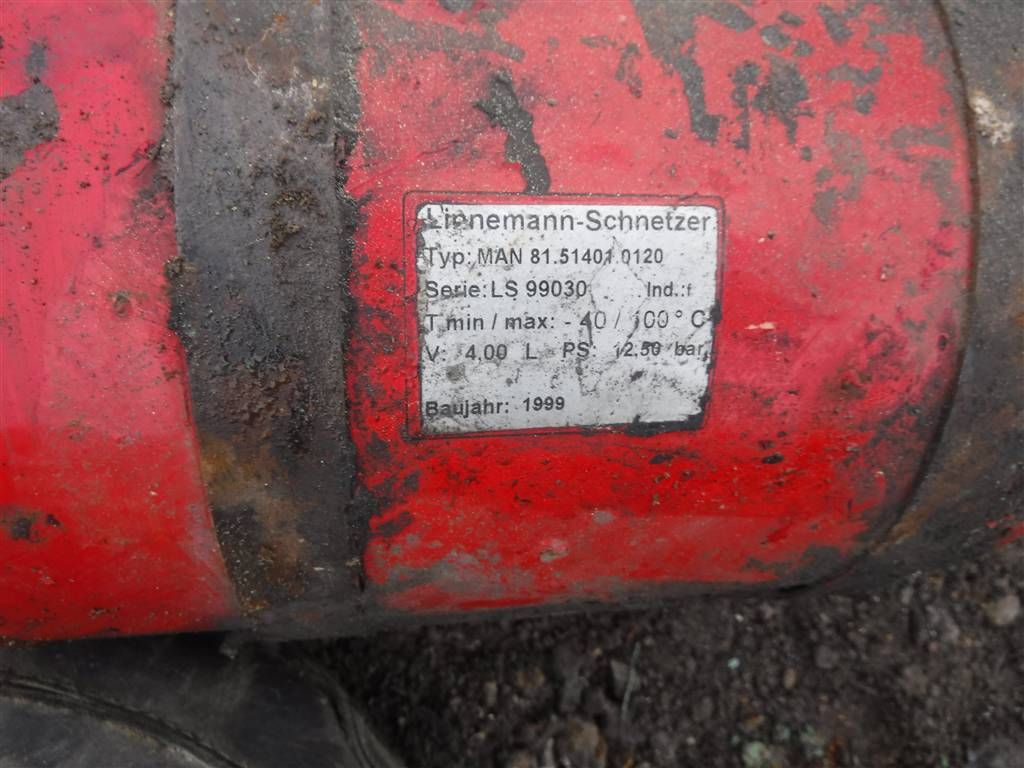 Linnemann-Schnetzer
Typ: MAN 81.51401.0120
Serie: LS 99030 Ind.: f
T min / max: - 40 / 100° C
V: 4,00 L PS: 12.50 bar
Baujahr: 1999